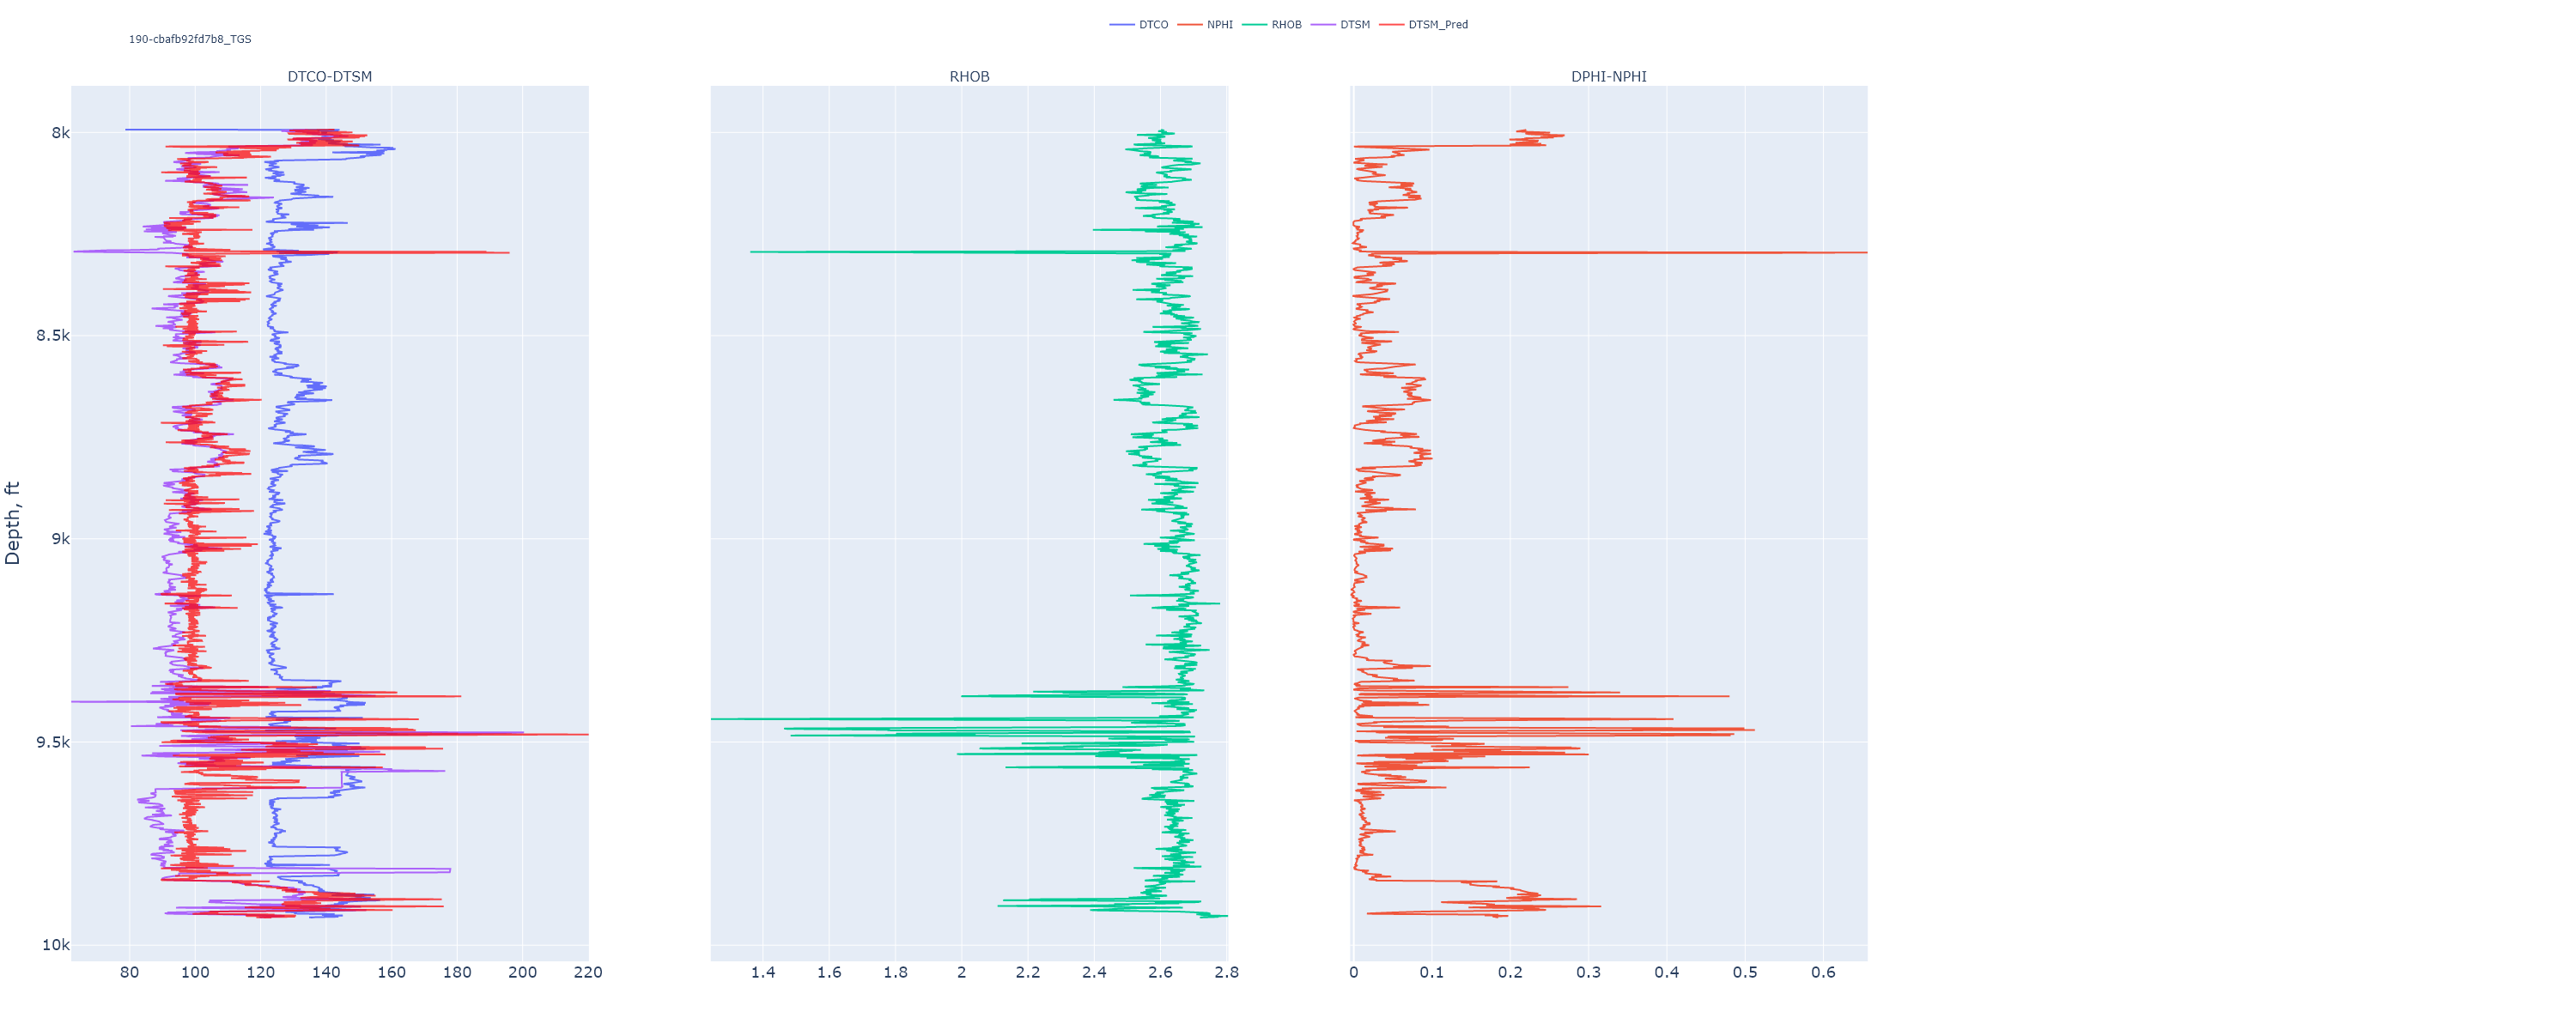 DTCO NPHI RHOB DTSM DTSM_Pred
190-cbafb92fd7b8_TGS
DTCO-DTSM RHOB DPHI-NPHI
Depth, ft
8k
8.5k
9k
9.5k
10k
80 100 120 140 160 180 200 220
1.4 1.6 1.8 2 2.2 2.4 2.6 2.8
0 0.1 0.2 0.3 0.4 0.5 0.6